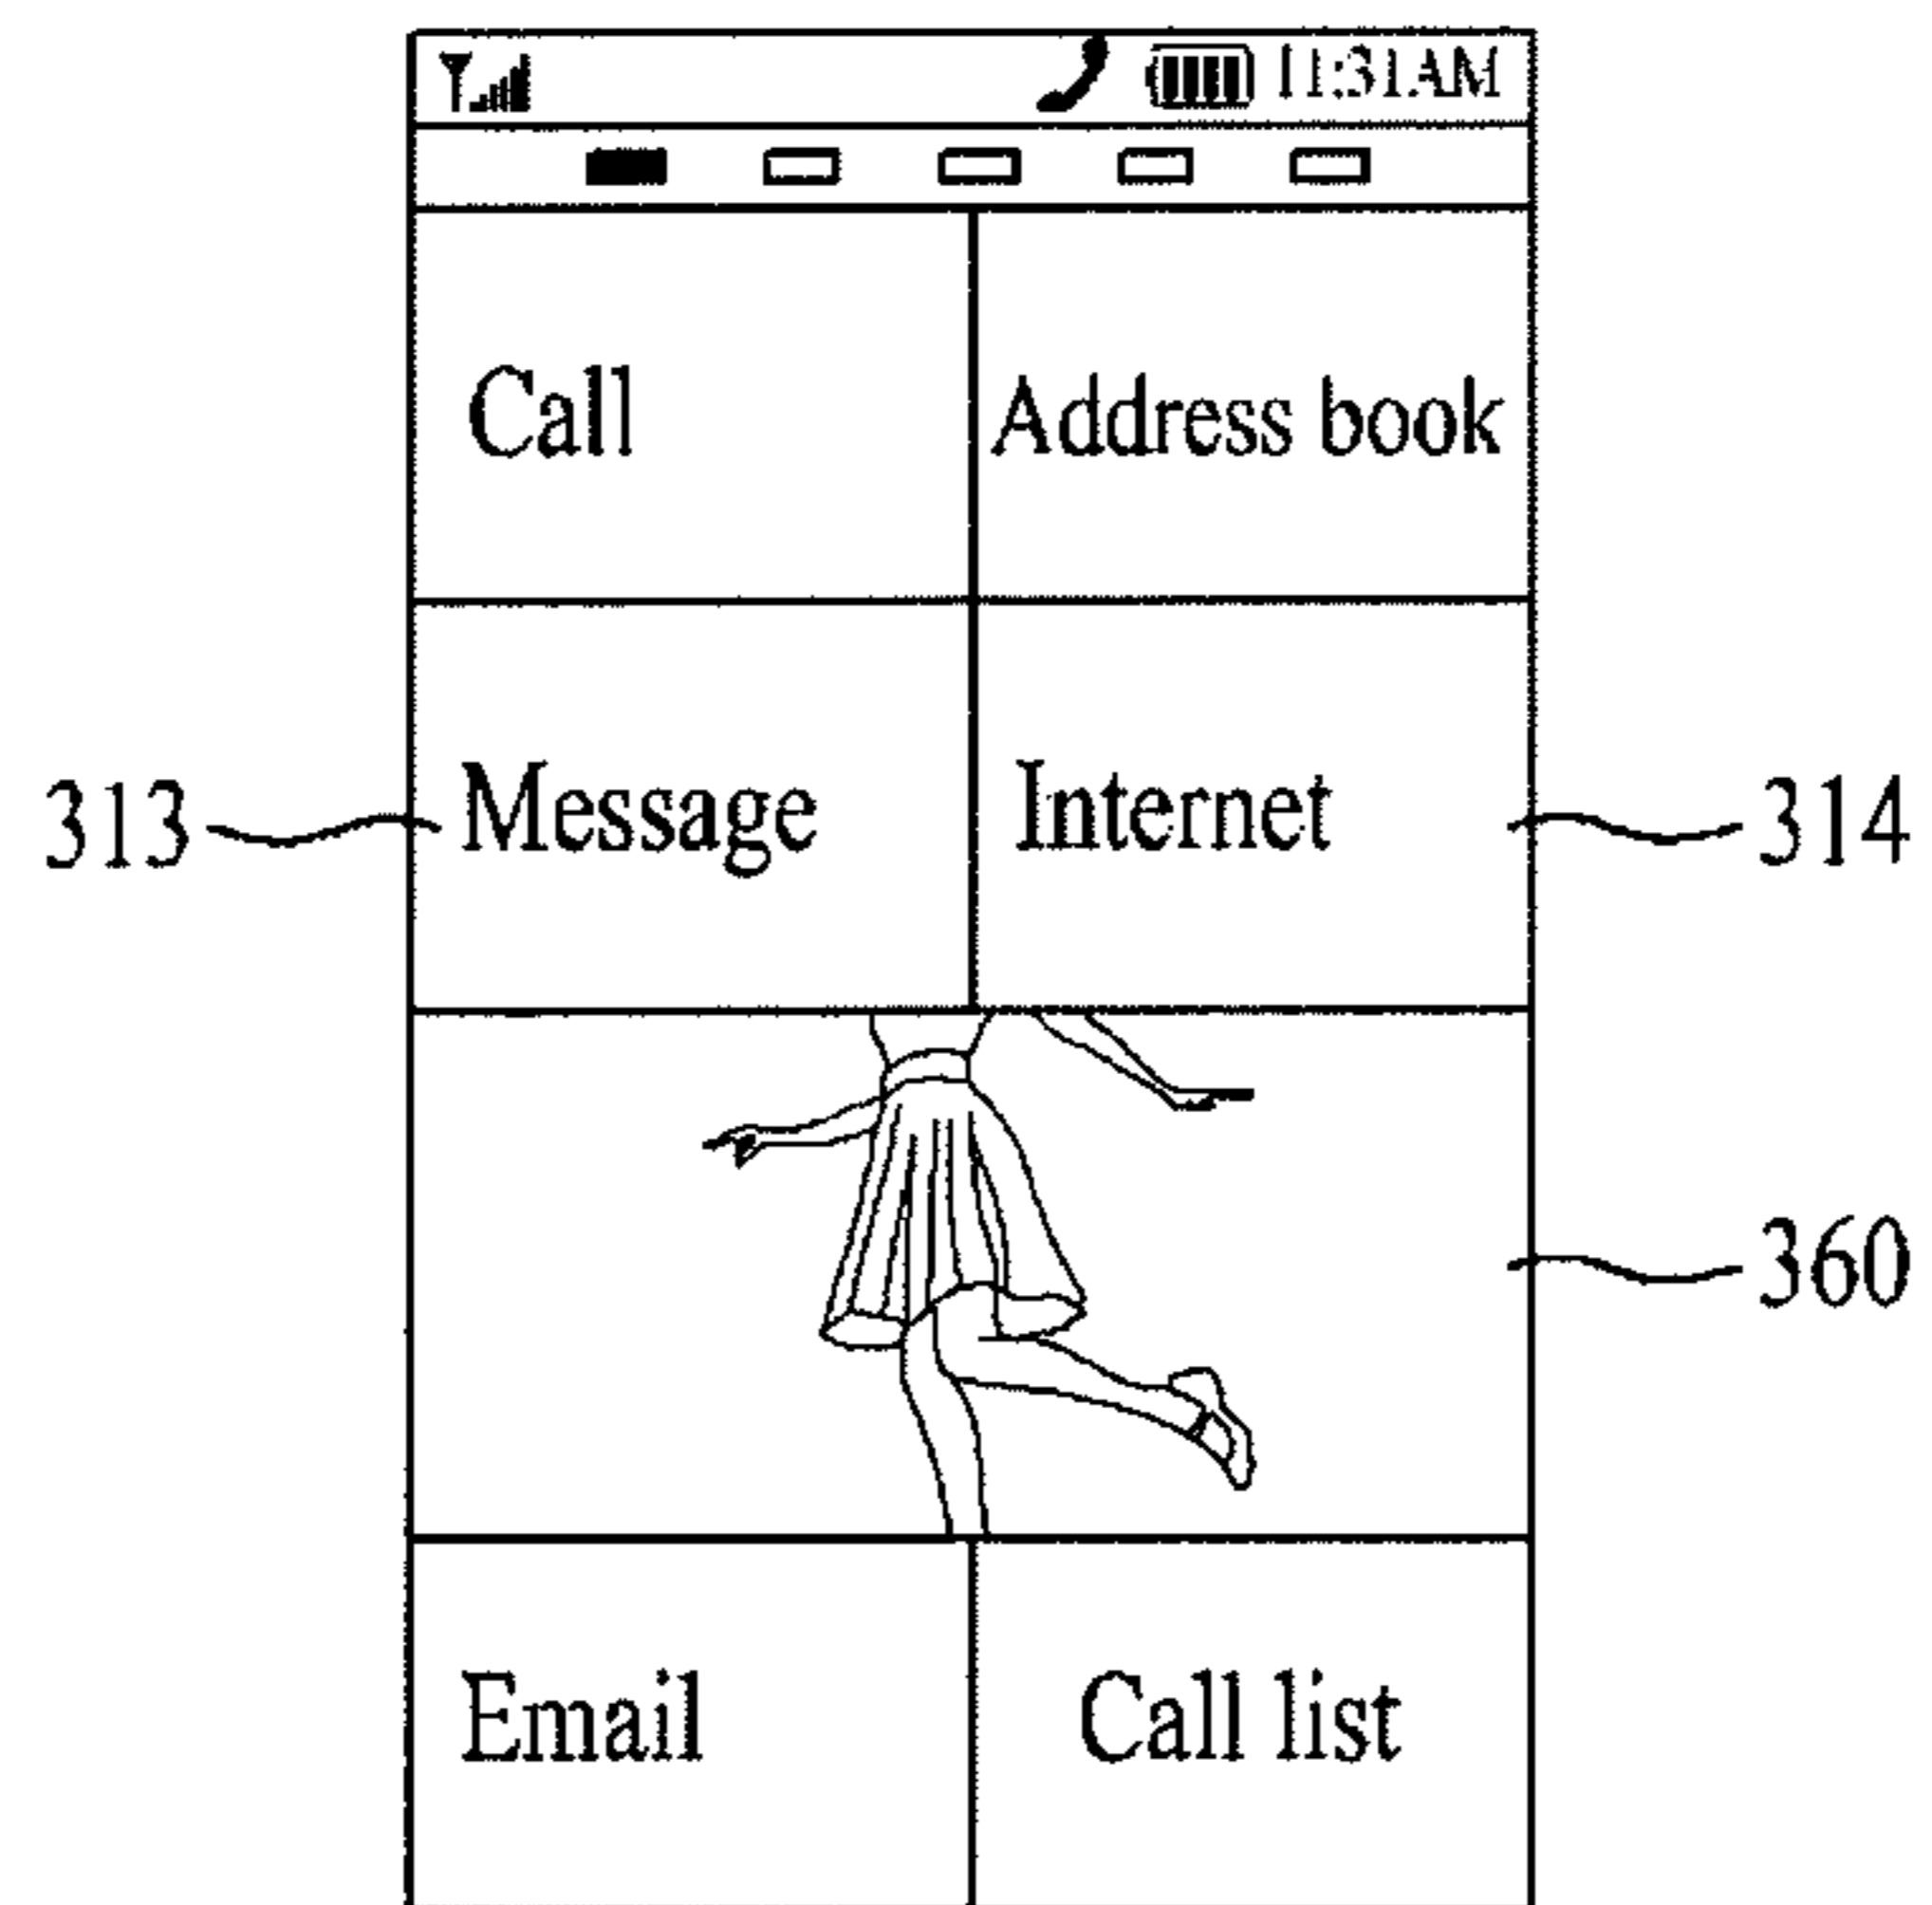 11:31AM
Call Address book
313 Message Internet 314
360
Email Call list